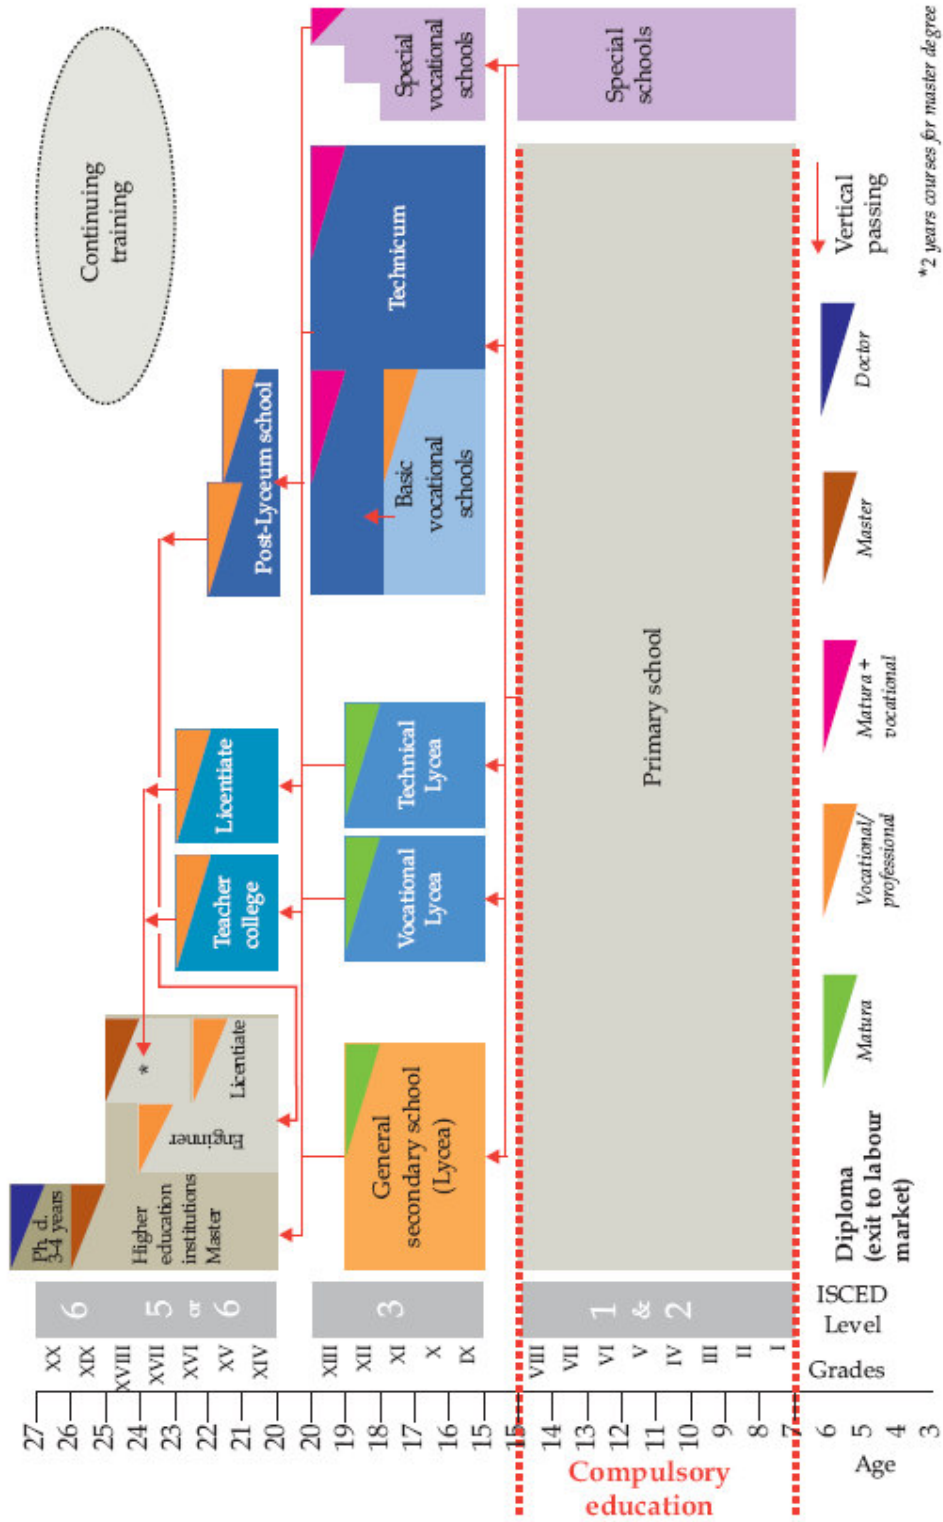 27
26
25
24
23
22
21
20
20
19
18
17
16
15
15
14
13
12
11
10
9
8
7
6
5
4
3
Age
Compulsory
education
XX
XIX
XVIII
XVII
XVI
XV
XIV
XIII
XII
XI
X
IX
VIII
VII
VI
V
IV
III
II
I
Grades
6
5
or
6
3
1
&
2
ISCED
Level
Ph. d.
3-4 years
Higher
education
institutions
Master
Enginner
*
Licentiate
Teacher
college
Licentiate
Post-Lyceum school
Continuing
training
General
secondary school
(Lycea)
Vocational
Lycea
Technical
Lycea
Basic
vocational
schools
Technicum
Special
vocational
schools
Primary school
Special
schools
Diploma
(exit to labour
market)
Matura
Vocational/
professional
Matura +
vocational
Master
Doctor
Vertical
passing
*2 years courses for master degree